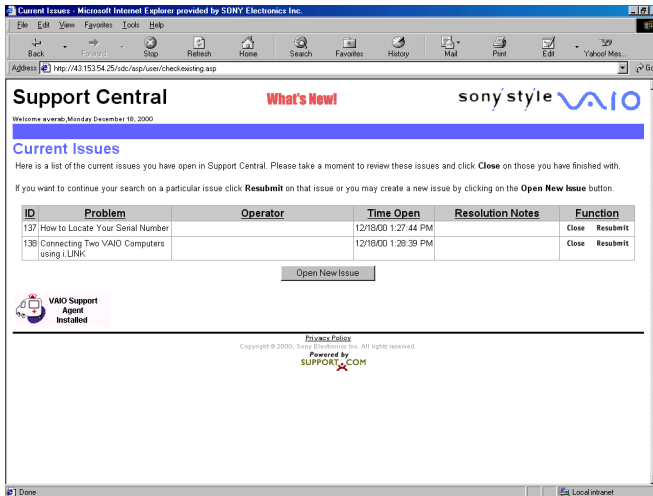 Current Issues - Microsoft Internet Explorer provided by SONY Electronics Inc.
File Edit View Favorites Tools Help
Back Forward Stop Refresh Home Search Favorites History Mail Print Edit Yahoo! Mes...
Address http://43.153.54.25/sdc/asp/user/checkexisting.asp Go
Support Central What's New! sony style VAIO
Welcome averab,Monday December 18, 2000
Current Issues
Here is a list of the current issues you have open in Support Central. Please take a moment to review these issues and click Close on those you have finished with.
If you want to continue your search on a particular issue click Resubmit on that issue or you may create a new issue by clicking on the Open New Issue button.
ID Problem Operator Time Open Resolution Notes Function
137 How to Locate Your Serial Number 12/18/00 1:27:44 PM Close Resubmit
138 Connecting Two VAIO Computers 12/18/00 1:28:39 PM Close Resubmit
using i.LINK
Open New Issue
VAIO Support
Agent
Installed
Privacy Policy
Copyright © 2000, Sony Electronics Inc. All rights reserved.
Powered by
SUPPORT.COM
Done Local intranet